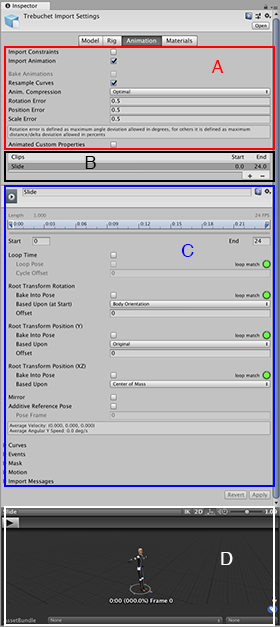 Inspector
Trebuchet Import Settings
Open
Model Rig Animation Materials
Import Constraints
A
Import Animation
Bake Animations
Resample Curves
Anim. Compression Optimal
Rotation Error 0.5
Position Error 0.5
Scale Error 0.5
Rotation error is defined as maximum angle deviation allowed in degrees, for others it is defined as maximum
distance/delta deviation allowed in percents
Animated Custom Properties
B
Clips Start End
Slide 0.0 24.0
+ −
Slide
Length 1.000 24 FPS
0:00 0:05 0:10 0:15 0:20 0:23
Start 0 End 24
C
Loop Time
Loop Pose loop match
Cycle Offset 0
Root Transform Rotation
Bake Into Pose loop match
Based Upon (at Start) Body Orientation
Offset 0
Root Transform Position (Y)
Bake Into Pose loop match
Based Upon Original
Offset 0
Root Transform Position (XZ)
Bake Into Pose loop match
Based Upon Center of Mass
Mirror
Additive Reference Pose
Pose Frame 0
Average Velocity: (0.000, 0.000, 0.000)
Average Angular Y Speed: 0.0 deg/s
Curves
Events
Mask
Motion
Import Messages
Revert Apply
Slide IK 2D 1.00
D
0:00 (000.0%) Frame 0
AssetBundle None None